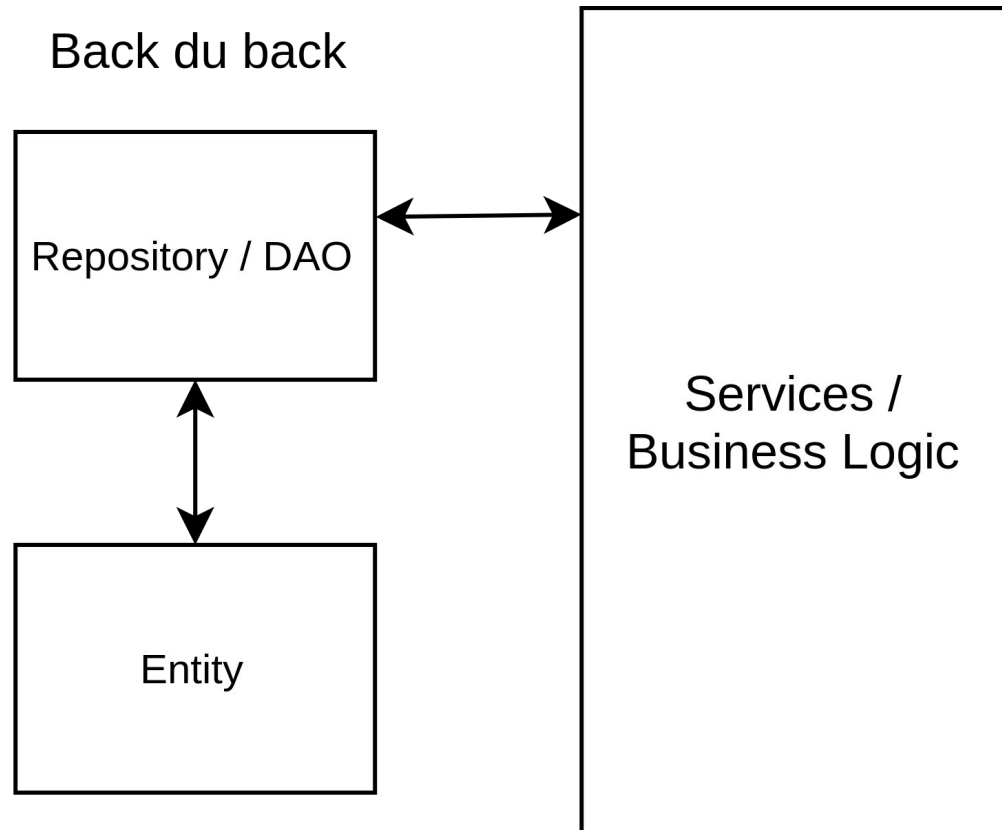 Back du back
Repository / DAO
Services /
Business Logic
Entity